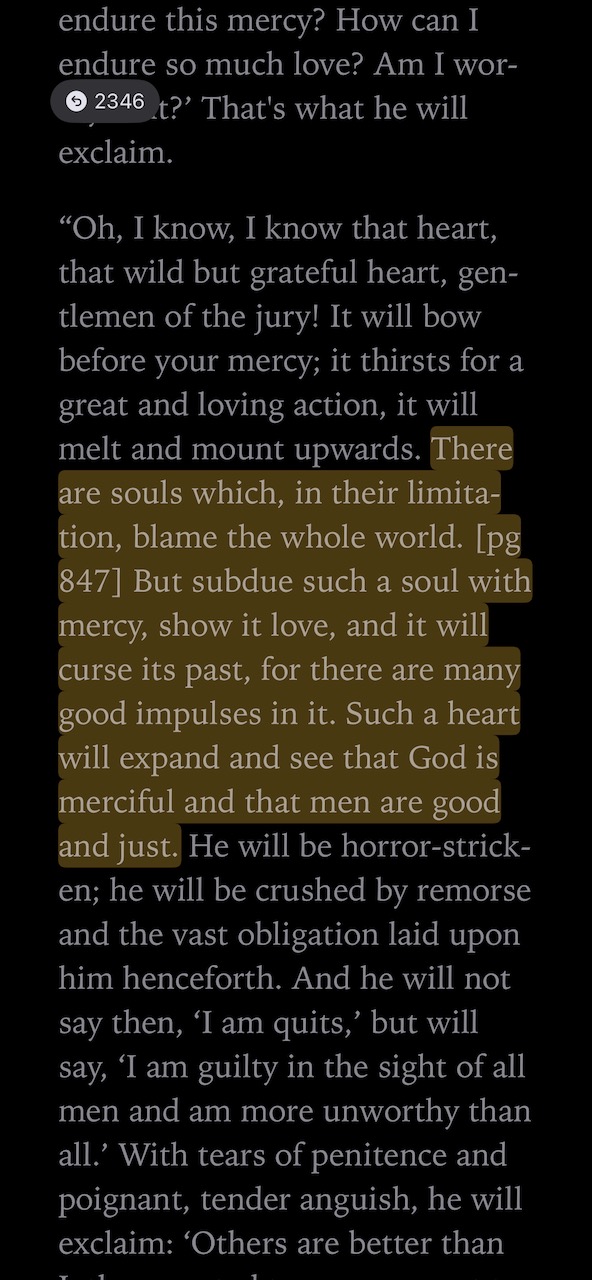 endure this mercy? How can I
endure so much love? Am I wor-
2346
t?’ That's what he will
exclaim.
“Oh, I know, I know that heart,
that wild but grateful heart, gen-
tlemen of the jury! It will bow
before your mercy; it thirsts for a
great and loving action, it will
melt and mount upwards. There
are souls which, in their limita-
tion, blame the whole world. [pg
847] But subdue such a soul with
mercy, show it love, and it will
curse its past, for there are many
good impulses in it. Such a heart
will expand and see that God is
merciful and that men are good
and just. He will be horror-strick-
en; he will be crushed by remorse
and the vast obligation laid upon
him henceforth. And he will not
say then, ‘I am quits,’ but will
say, ‘I am guilty in the sight of all
men and am more unworthy than
all.’ With tears of penitence and
poignant, tender anguish, he will
exclaim: ‘Others are better than